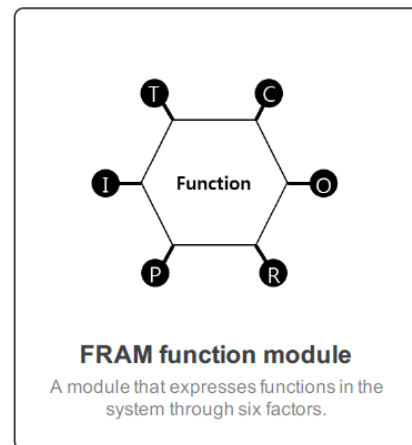 T
C
I
Function
O
P
R
FRAM function module
A module that expresses functions in the
system through six factors.